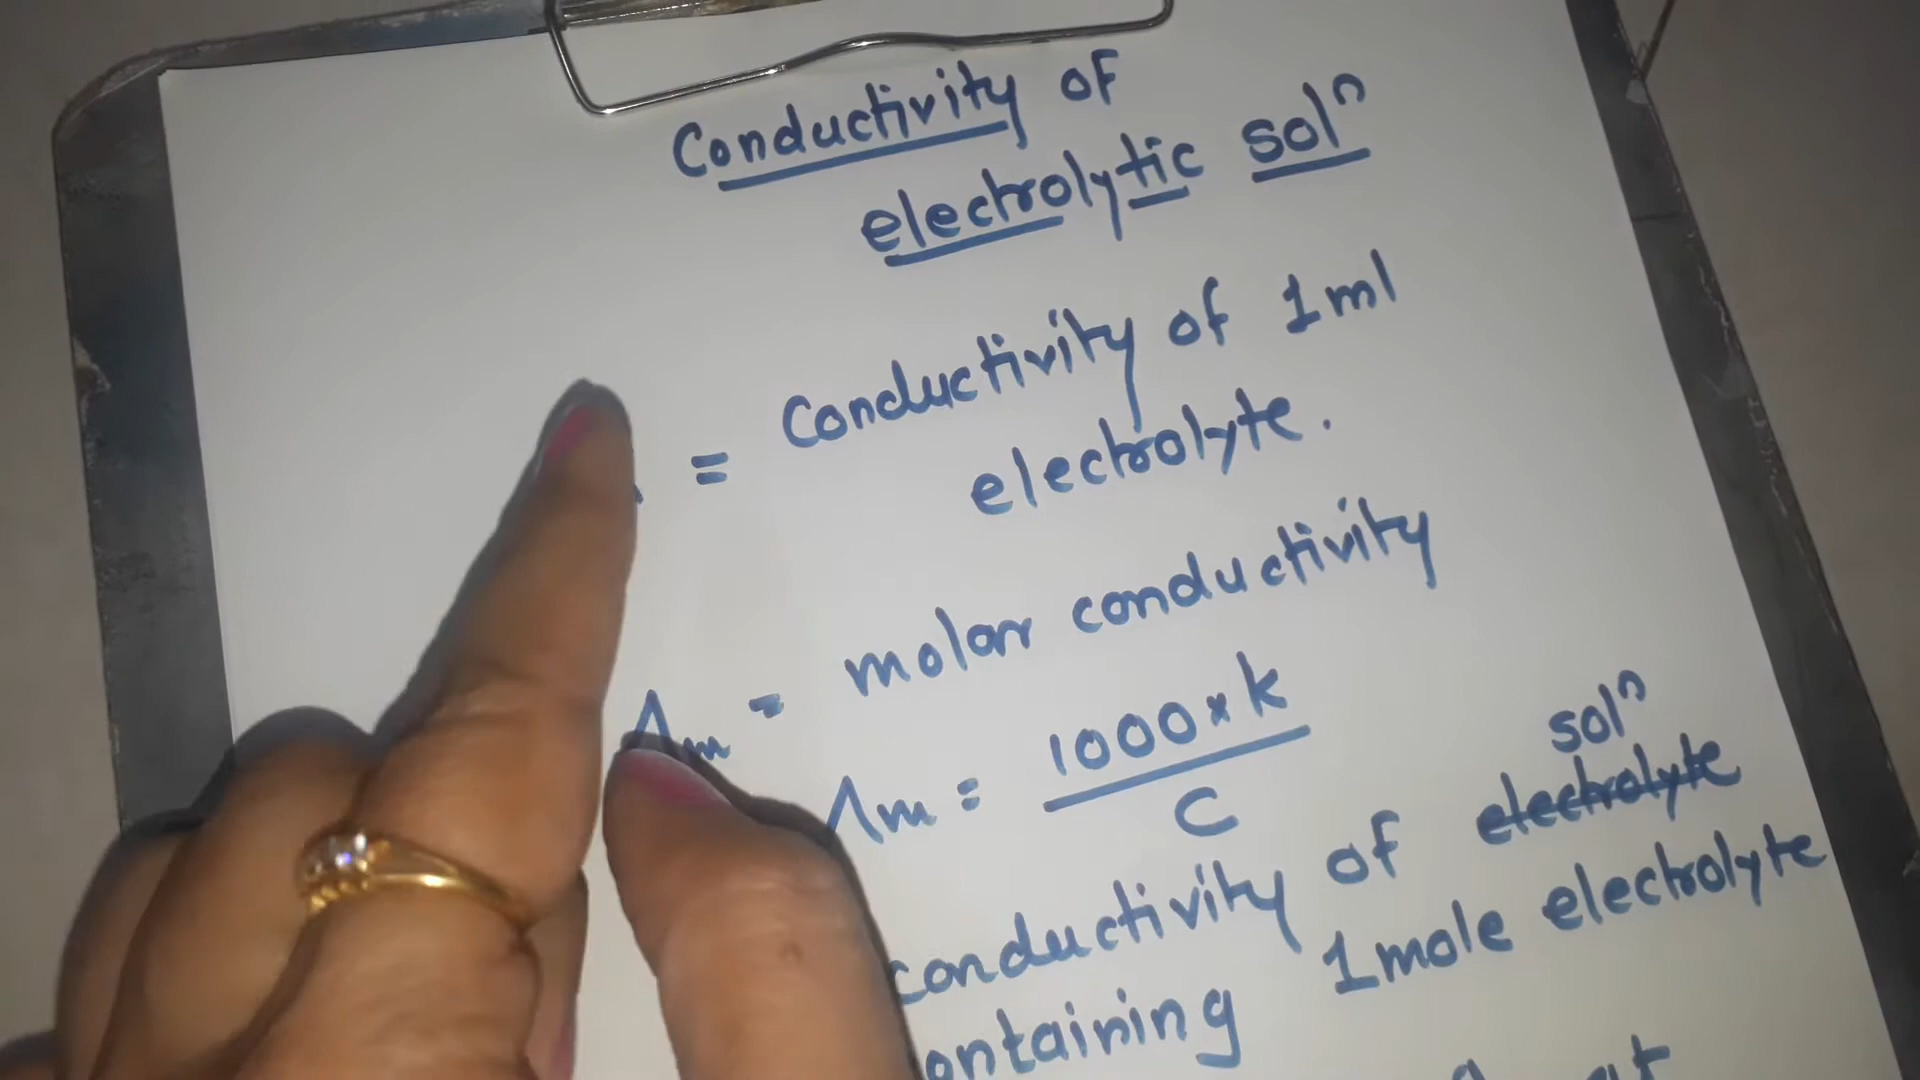 Conductivity of
electrolytic solⁿ
= Conductivity of 1ml
electrolyte.
Λm = molar conductivity
Λm = 1000 × k
C
solⁿ
conductivity of electrolyte
containing 1mole electrolyte